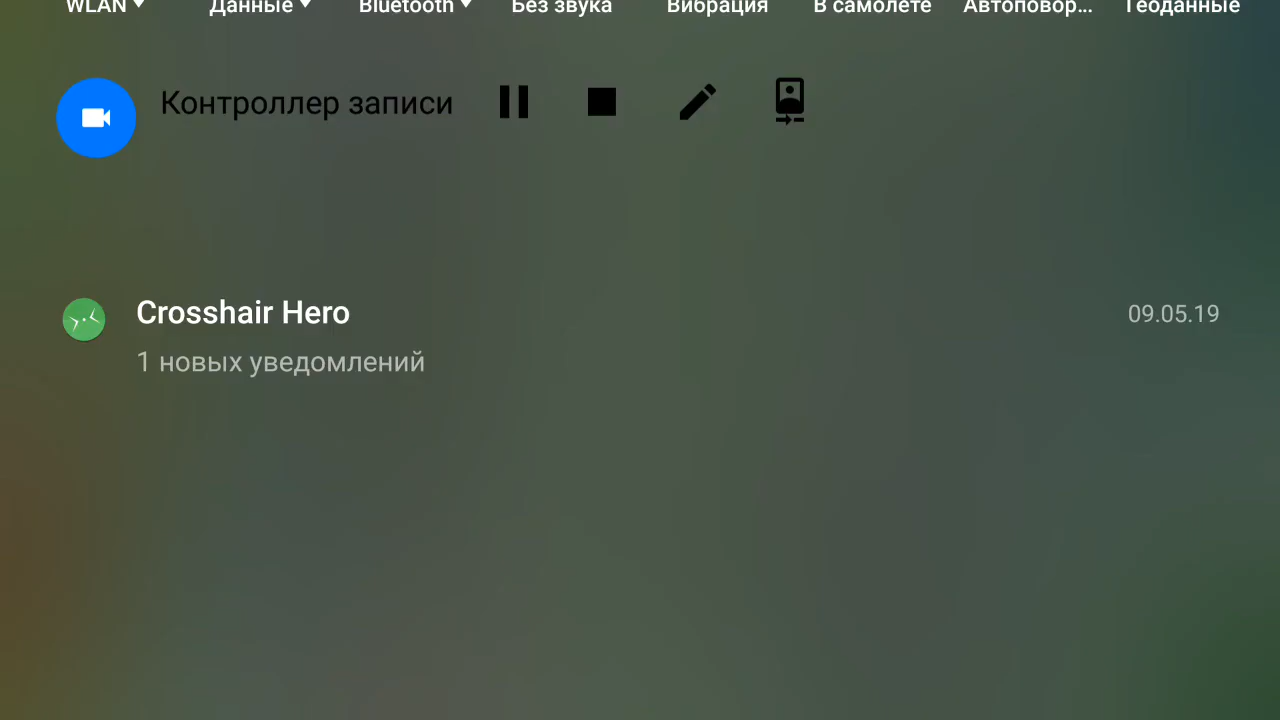 WLAN Данные Bluetooth Без звука Вибрация В самолете Автоповор... Геоданные
Контроллер записи
Crosshair Hero 09.05.19
1 новых уведомлений